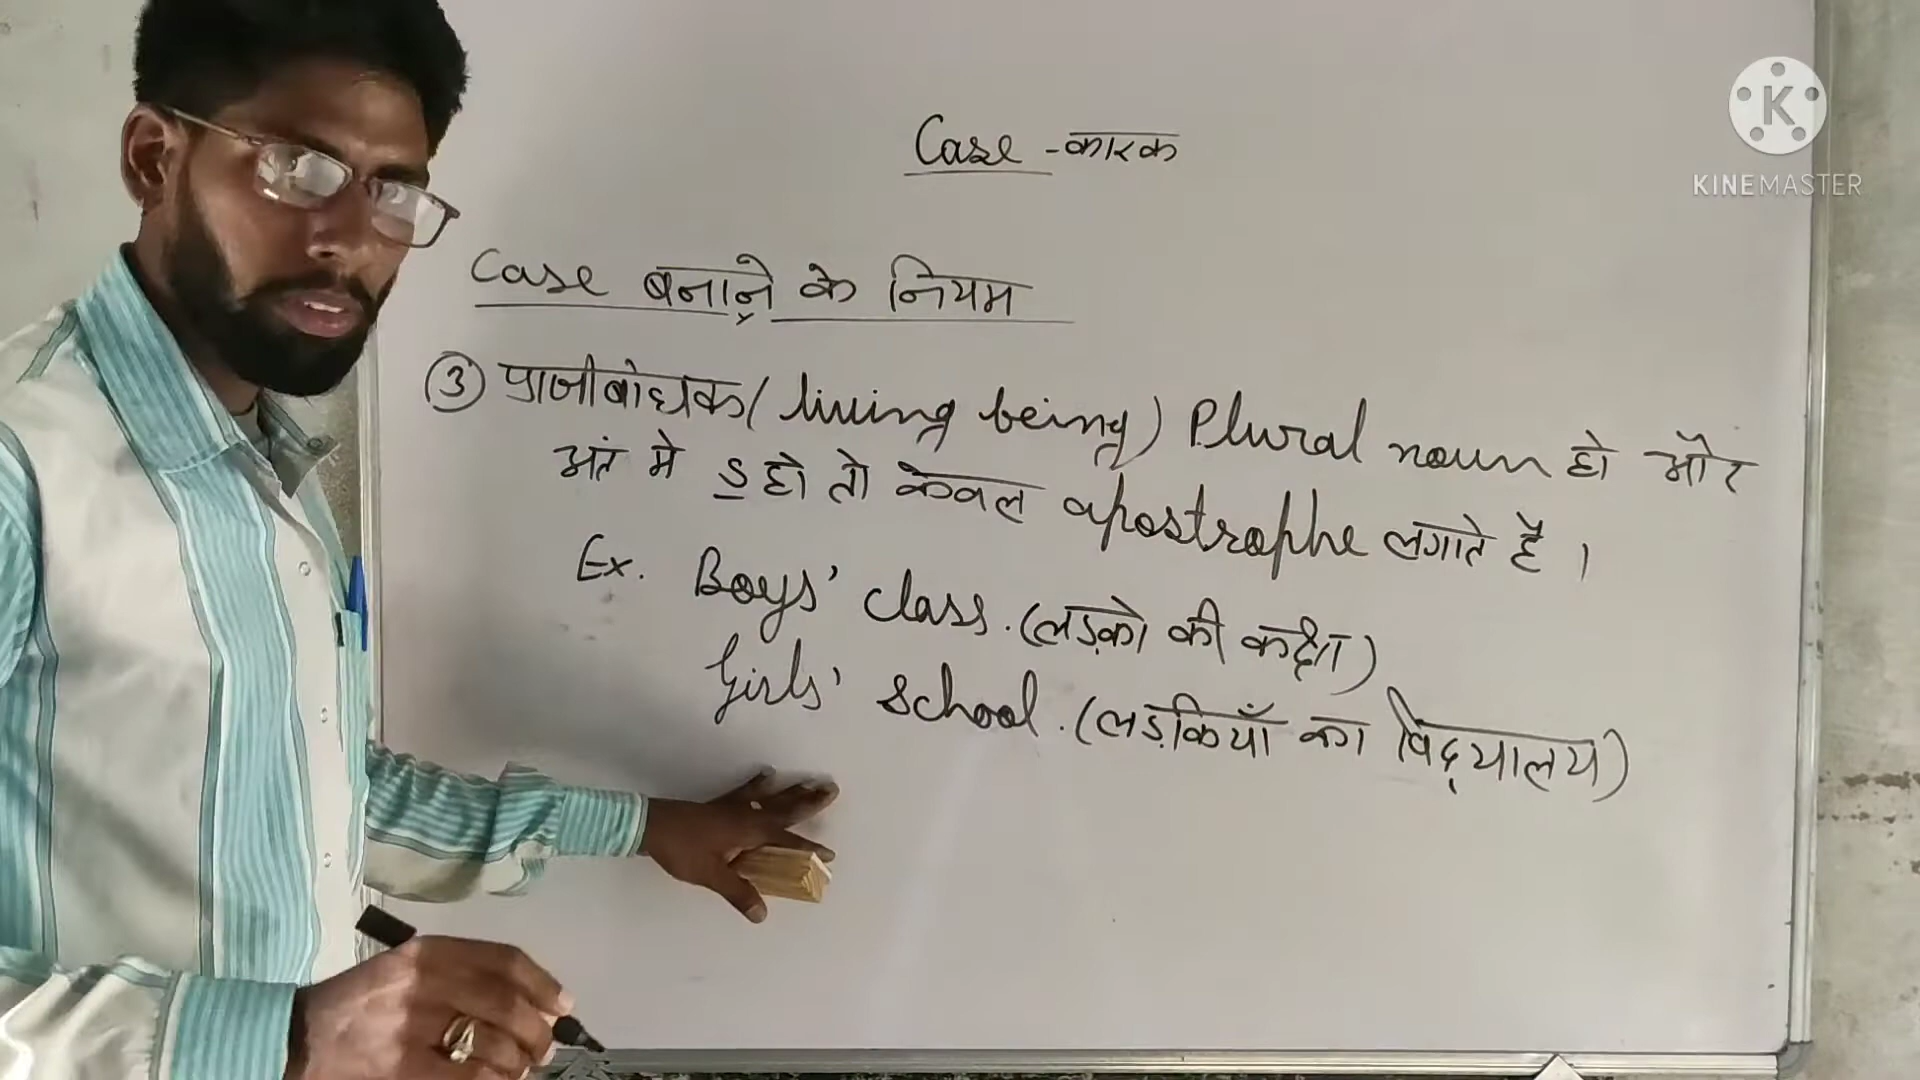 Case - कारक
KINEMASTER
Case बनाने के नियम
③ प्राणीबोधक (living being) Plural noun हो और
अंत मे s हो तो केवल apostrophe लगाते है ।
Ex. Boys' class. (लड़को की कक्षा)
Girls' school. (लड़कियाँ का विद्यालय)